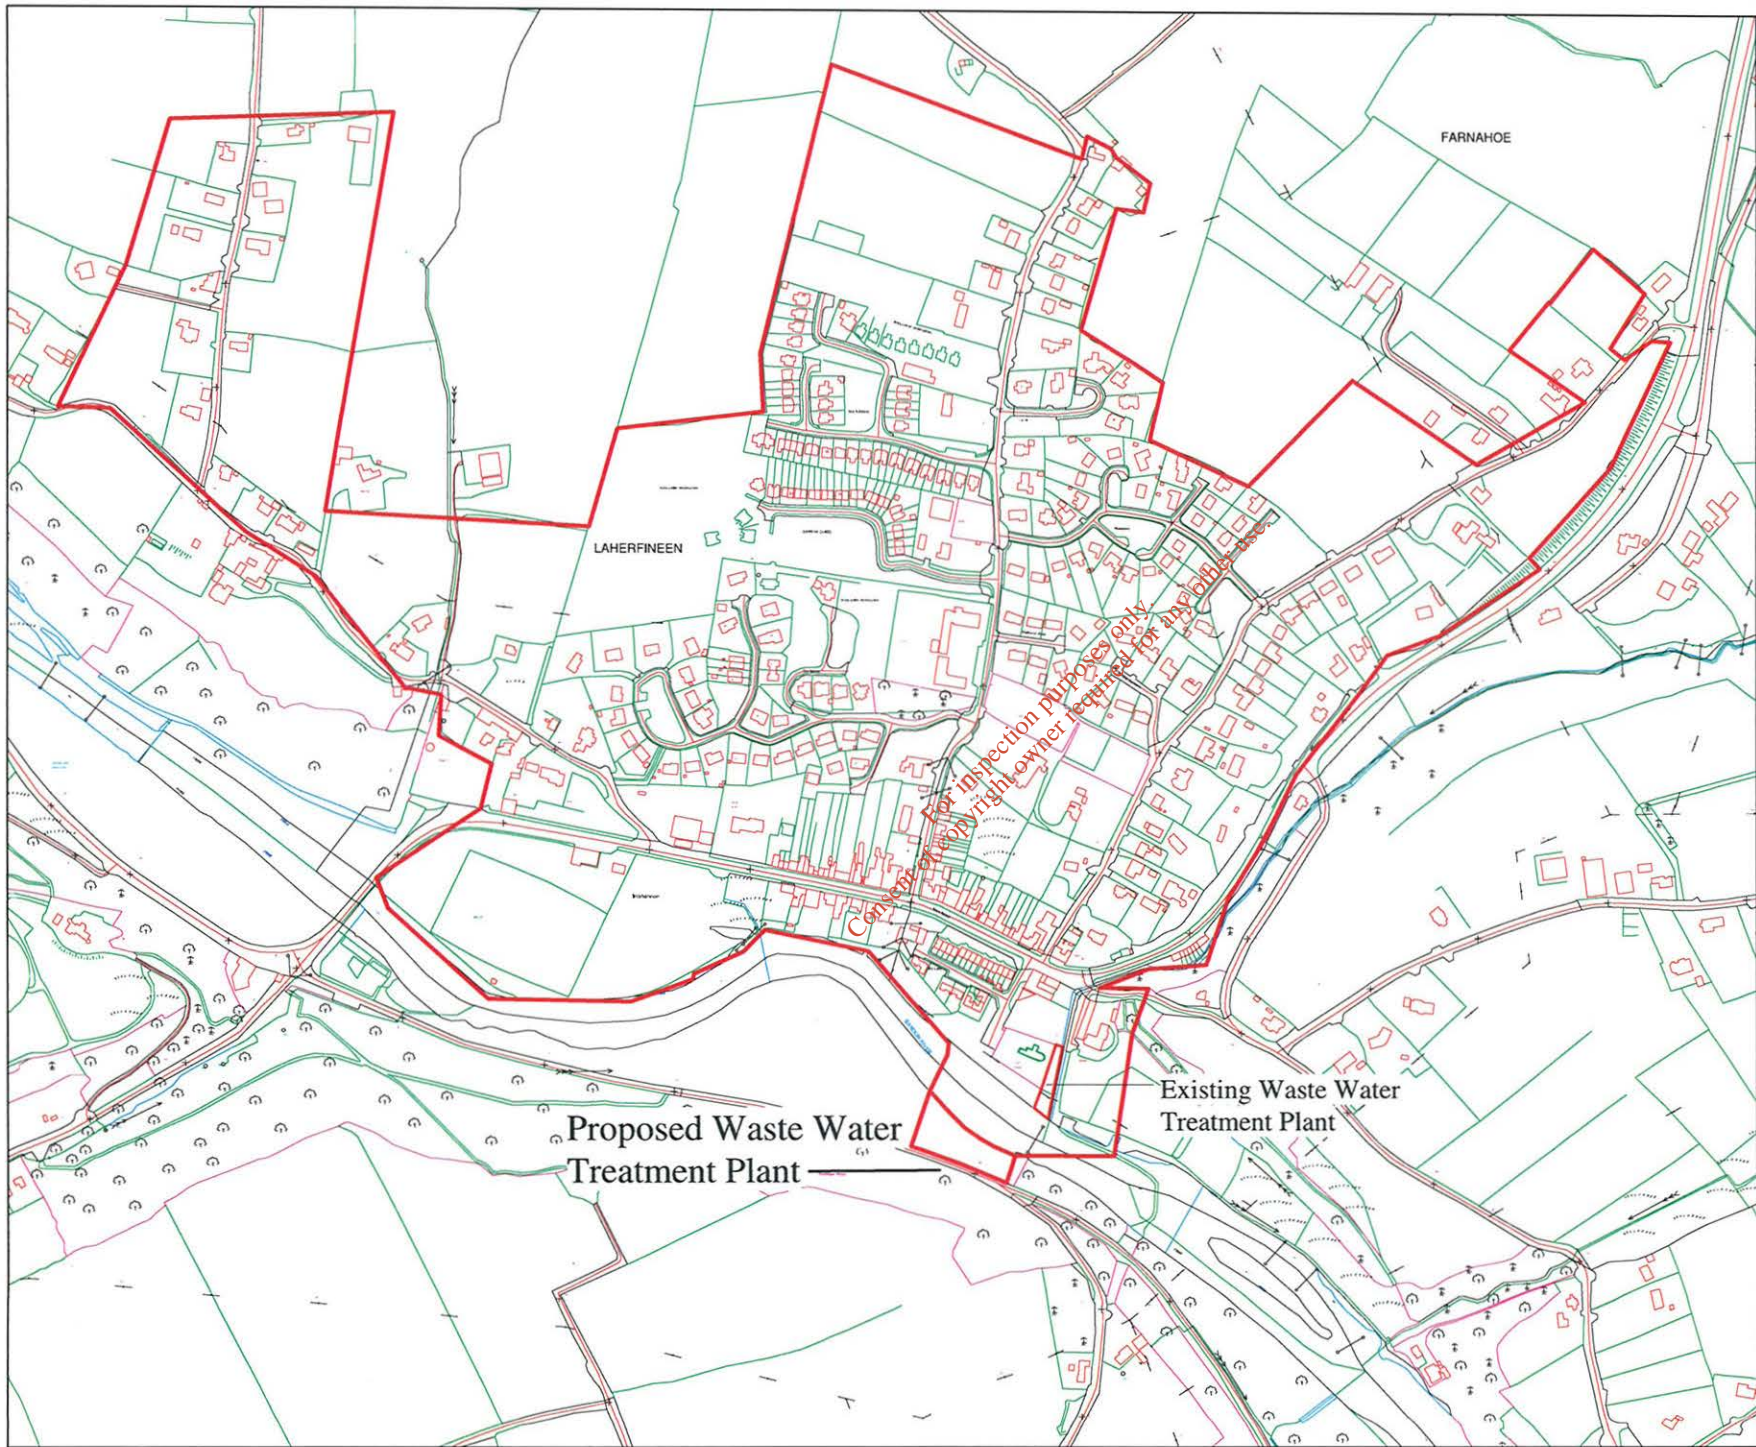 FARNAHOE
LAHERFINEEN
For inspection purposes only.
Consent of copyright owner required for any other use.
Existing Waste Water
Treatment Plant
Proposed Waste Water
Treatment Plant